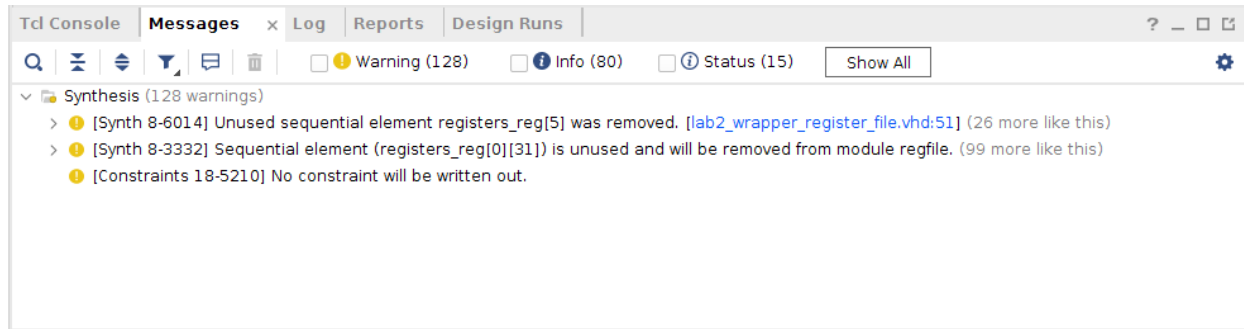 Tcl Console Messages × Log Reports Design Runs ? _
Warning (128) Info (80) Status (15) Show All
Synthesis (128 warnings)
[Synth 8-6014] Unused sequential element registers_reg[5] was removed. [lab2_wrapper_register_file.vhd:51] (26 more like this)
[Synth 8-3332] Sequential element (registers_reg[0][31]) is unused and will be removed from module regfile. (99 more like this)
[Constraints 18-5210] No constraint will be written out.